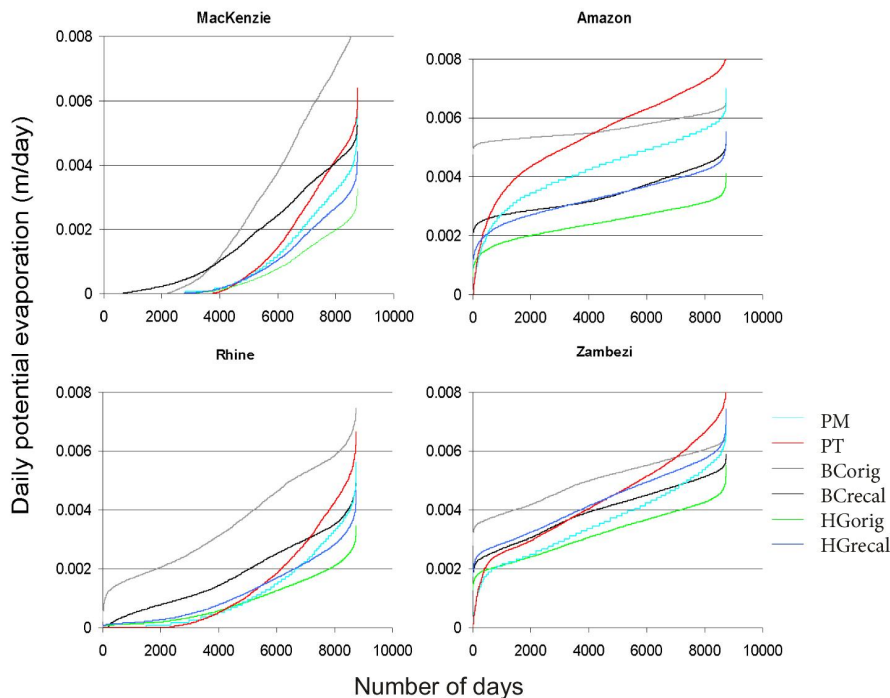 MacKenzie
0.008
0.006
0.004
0.002
0
0 2000 4000 6000 8000 10000
Amazon
0.008
0.006
0.004
0.002
0
0 2000 4000 6000 8000 10000
Rhine
0.008
0.006
0.004
0.002
0
0 2000 4000 6000 8000 10000
Zambezi
0.008
0.006
0.004
0.002
0
0 2000 4000 6000 8000 10000
Daily potential evaporation (m/day)
Number of days
PM
PT
BCorig
BCrecal
HGorig
HGrecal